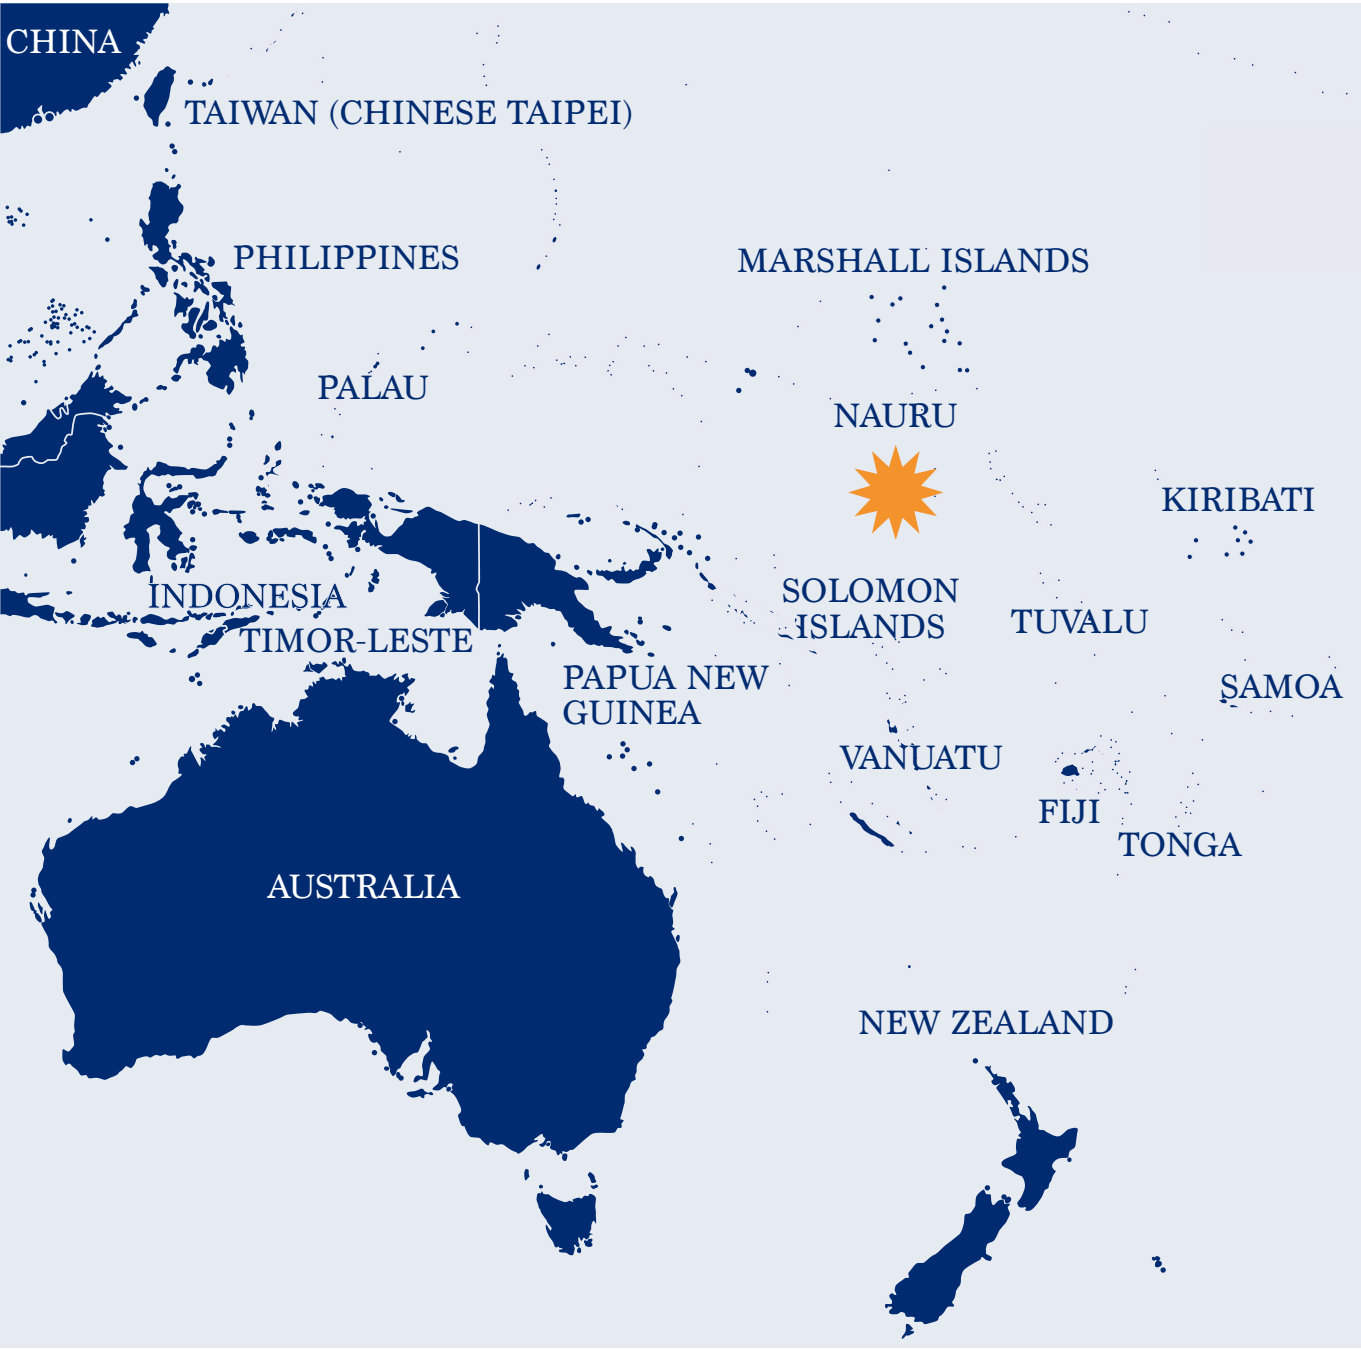 CHINA
TAIWAN (CHINESE TAIPEI)
PHILIPPINES
MARSHALL ISLANDS
PALAU
NAURU
KIRIBATI
INDONESIA
SOLOMON
ISLANDS
TUVALU
TIMOR-LESTE
PAPUA NEW
GUINEA
SAMOA
VANUATU
FIJI
TONGA
AUSTRALIA
NEW ZEALAND